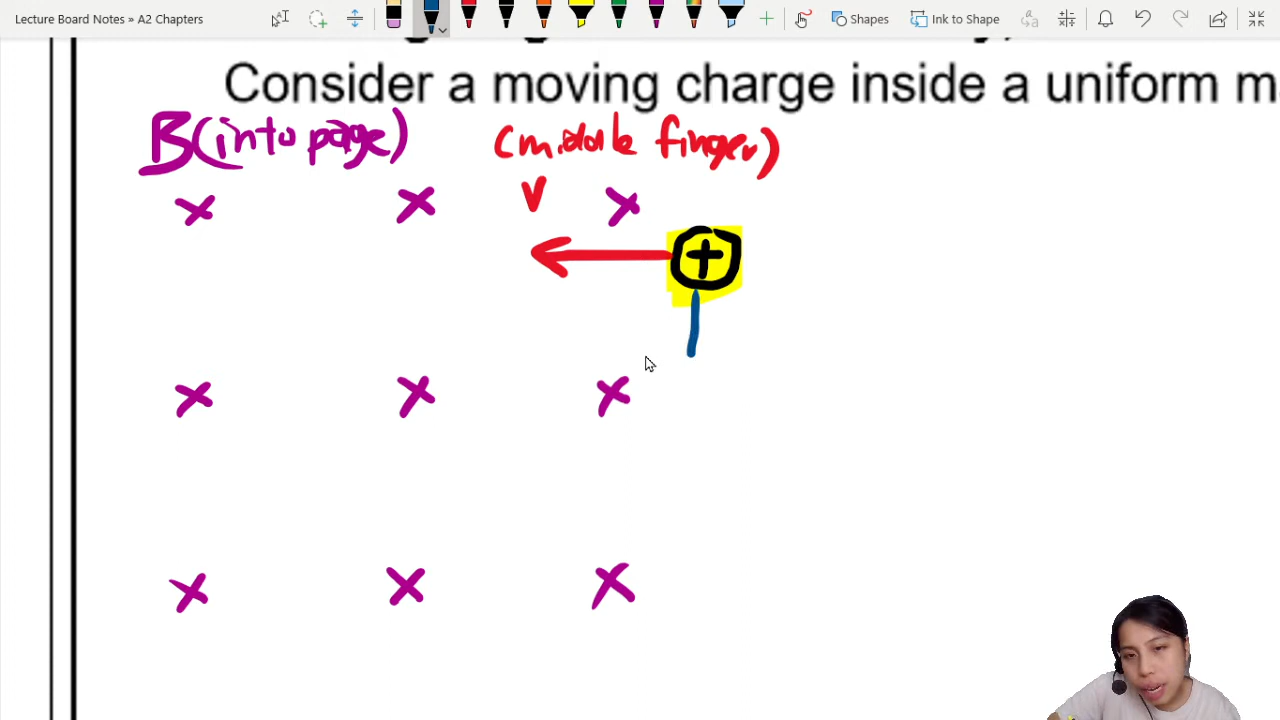 Lecture Board Notes » A2 Chapters
Shapes
Ink to Shape
Consider a moving charge inside a uniform m
B (into page)
(middle finger)
v